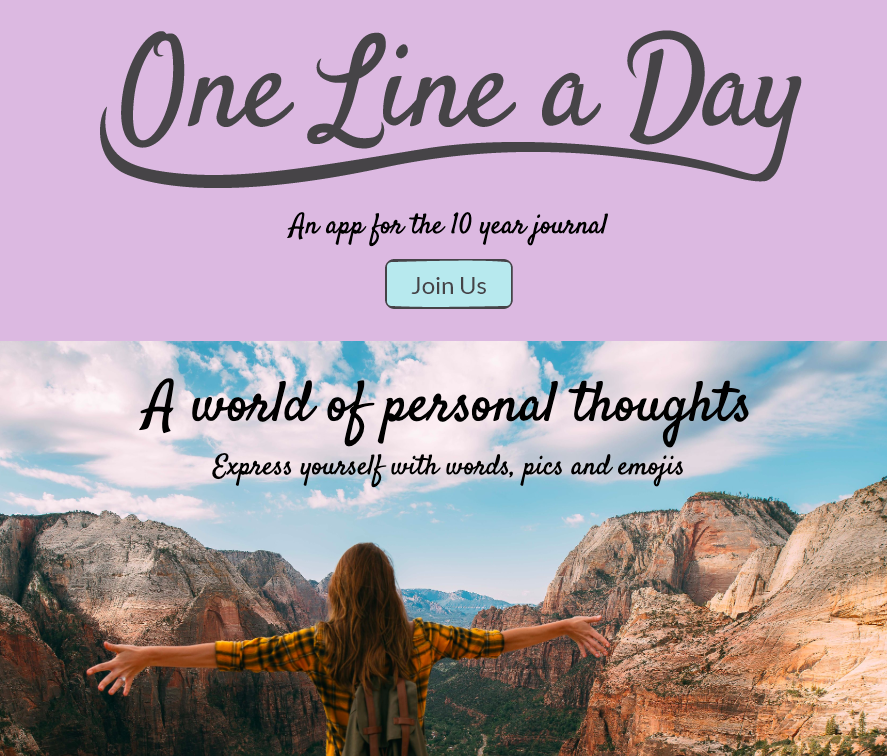 One Line a Day
An app for the 10 year journal
Join Us
A world of personal thoughts
Express yourself with words, pics and emojis